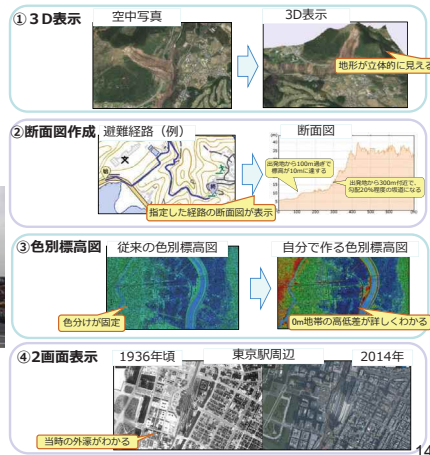 ①３Ｄ表示
空中写真
3D表示
地形が立体的に見える
②断面図作成
避難経路（例）
断面図
出発地から100m過ぎで
標高が10mに達する
出発地から300m付近で、
勾配20%程度の坂道になる
指定した経路の断面図が表示
③色別標高図
従来の色別標高図
自分で作る色別標高図
色分けが固定
0m地帯の高低差が詳しくわかる
④2画面表示
1936年頃
東京駅周辺
2014年
当時の外濠がわかる
14